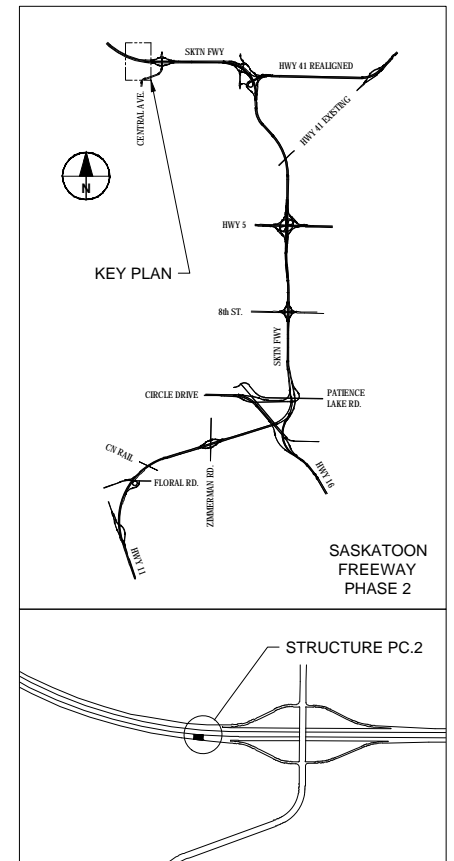 SKTN FWY
HWY 41 REALIGNED
CENTRAL AVE.
HWY 41 EXISTING
N
HWY 5
KEY PLAN
8th ST.
SKTN FWY
CIRCLE DRIVE
PATIENCE
LAKE RD.
CN RAIL
ZIMMERMAN RD.
FLORAL RD.
HWY 16
HWY 11
SASKATOON
FREEWAY
PHASE 2
STRUCTURE PC.2